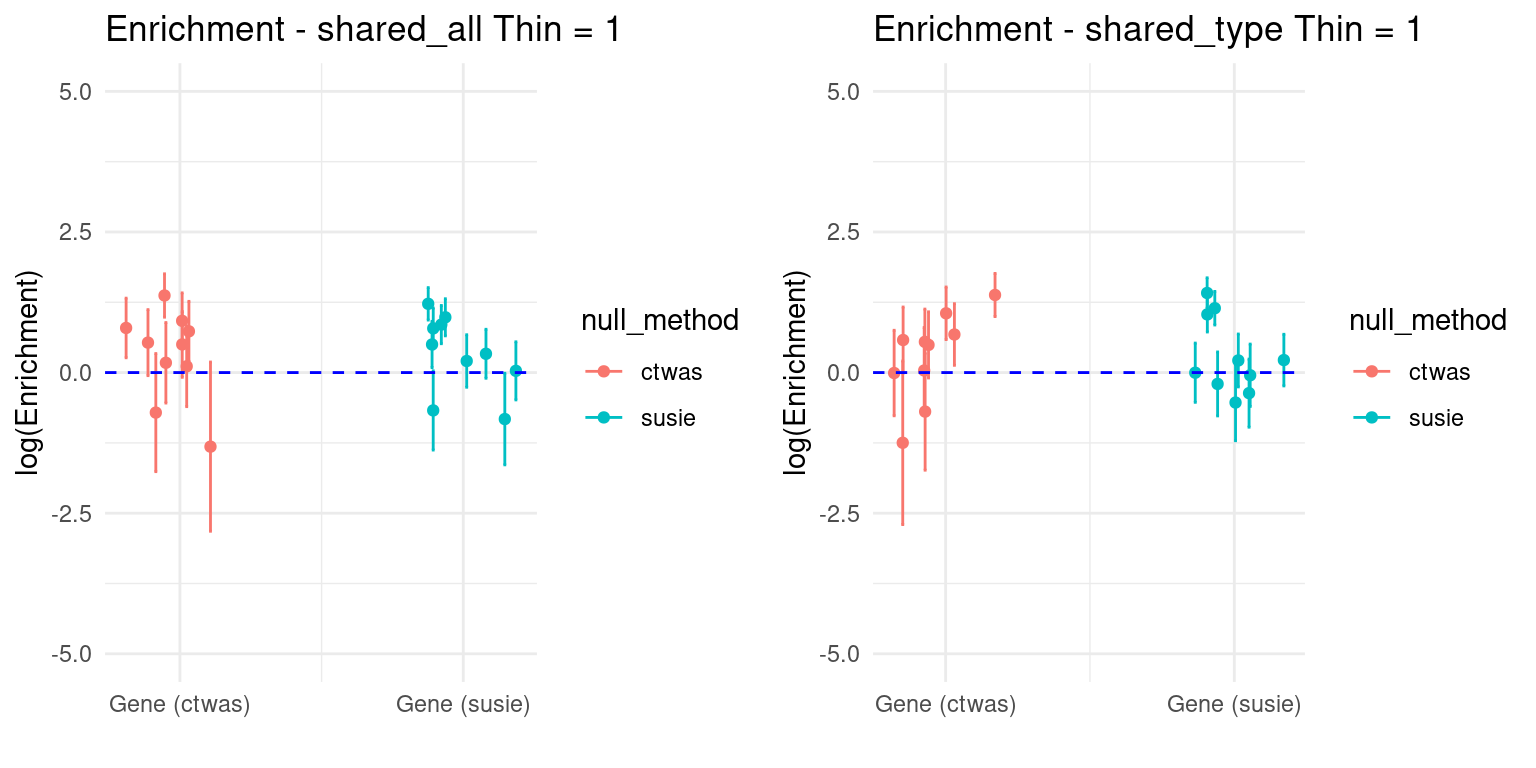 Enrichment - shared_all Thin = 1
5.0
2.5
0.0
-2.5
-5.0
log(Enrichment)
Gene (ctwas)
Gene (susie)
null_method
ctwas
susie
Enrichment - shared_type Thin = 1
5.0
2.5
0.0
-2.5
-5.0
log(Enrichment)
Gene (ctwas)
Gene (susie)
null_method
ctwas
susie